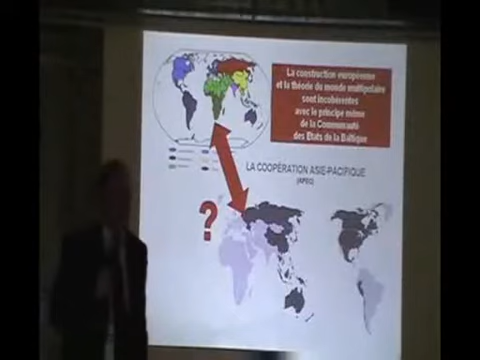 La construction européenne
et la théorie du monde multipolaire
sont incohérentes
avec le principe même
de la Communauté
des Etats de la Baltique
LA COOPÉRATION ASIE-PACIFIQUE
(APEC)
?